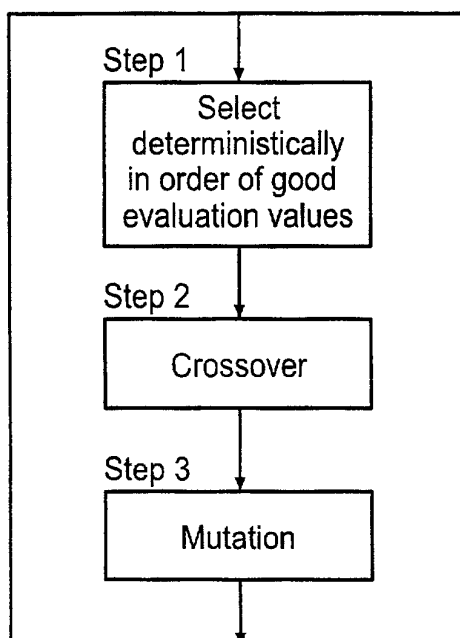 Step 1
Select
deterministically
in order of good
evaluation values
Step 2
Crossover
Step 3
Mutation